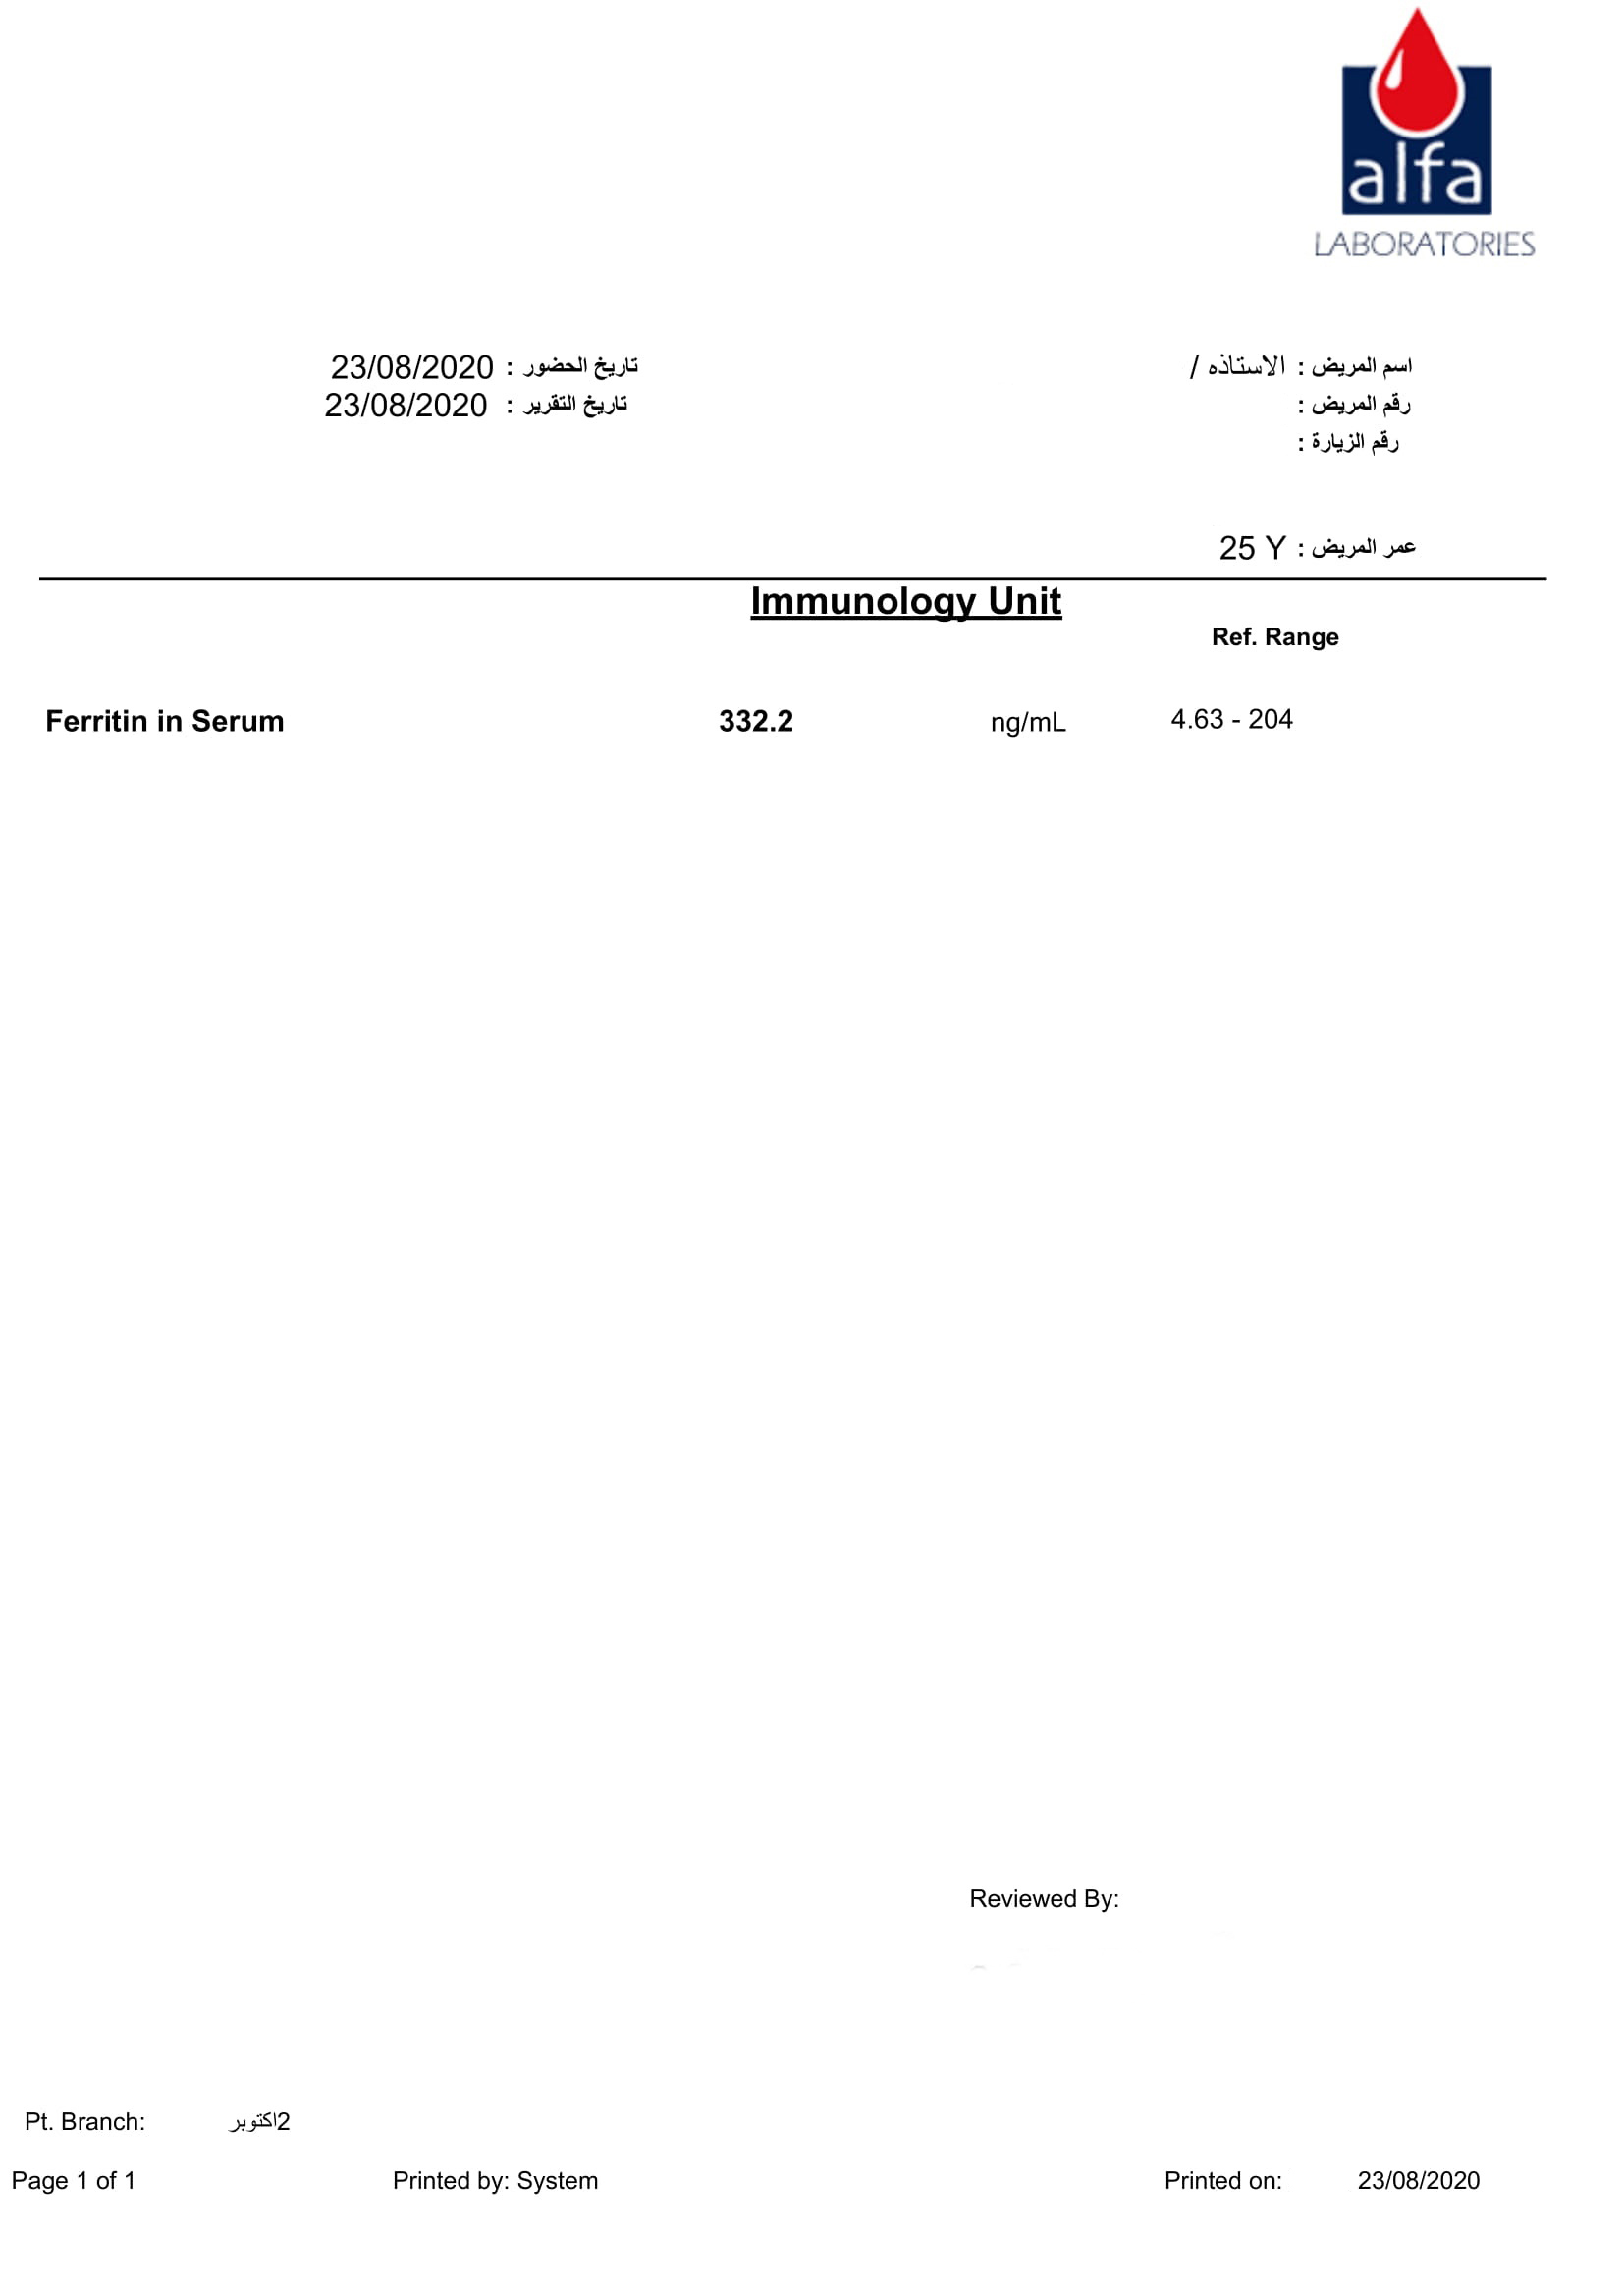 alfa
LABORATORIES
اسم المريض : الاستاذه /
تاريخ الحضور : 23/08/2020
رقم المريض :
تاريخ التقرير : 23/08/2020
رقم الزيارة :
عمر المريض : 25 Y
Immunology Unit
Ref. Range
Ferritin in Serum 332.2 ng/mL 4.63 - 204
Reviewed By:
Pt. Branch: 2اكتوبر
Page 1 of 1 Printed by: System Printed on: 23/08/2020